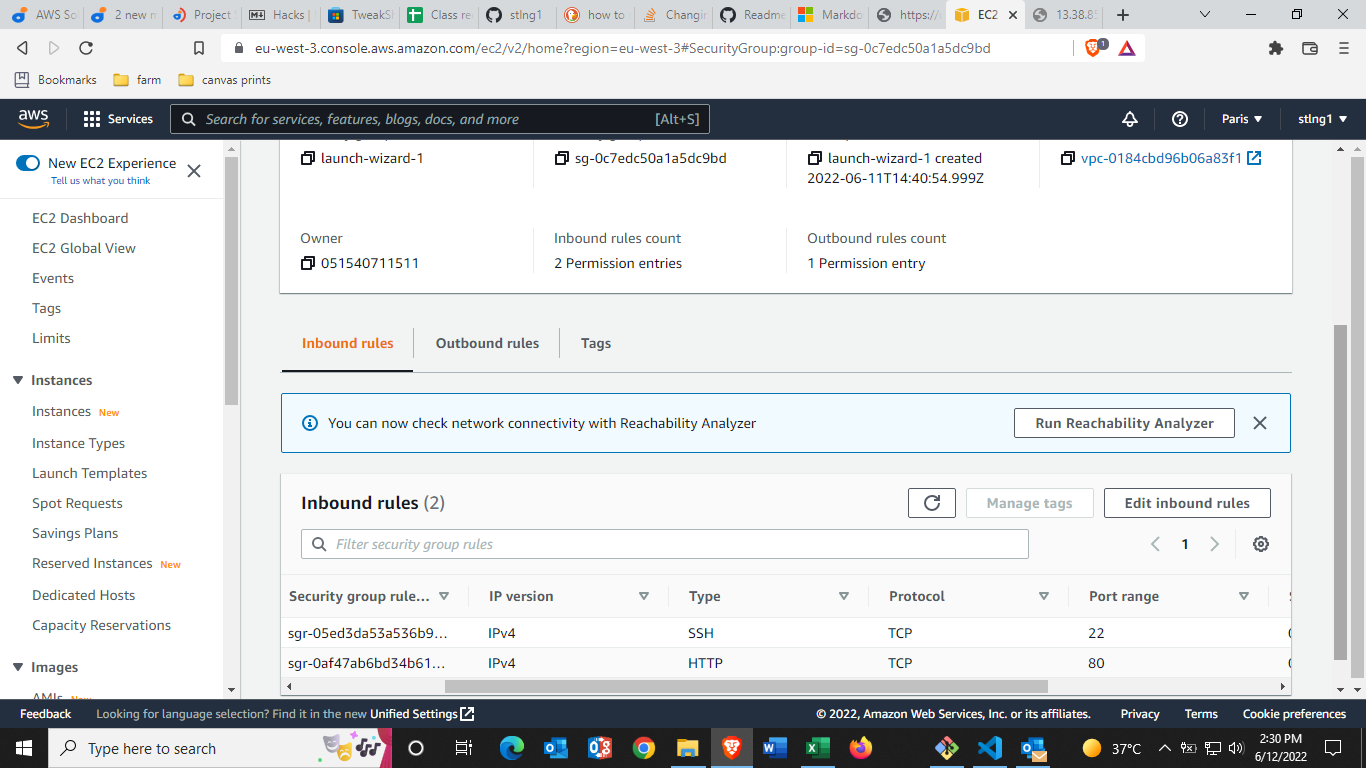 AWS So
2 new m
Project
Hacks |
TweakS
Class re
stlng1
how to
Changin
Readme
Markdo
https://
EC2
13.38.8
eu-west-3.console.aws.amazon.com/ec2/v2/home?region=eu-west-3#SecurityGroup:group-id=sg-0c7edc50a1a5dc9bd
1
Bookmarks farm canvas prints
aws Services Search for services, features, blogs, docs, and more [Alt+S] Paris stlng1
New EC2 Experience
Tell us what you think
EC2 Dashboard
EC2 Global View
Events
Tags
Limits
Instances
Instances New
Instance Types
Launch Templates
Spot Requests
Savings Plans
Reserved Instances New
Dedicated Hosts
Capacity Reservations
Images
AMIs New
launch-wizard-1
sg-0c7edc50a1a5dc9bd
launch-wizard-1 created
2022-06-11T14:40:54.999Z
vpc-0184cbd96b06a83f1
Owner
051540711511
Inbound rules count
2 Permission entries
Outbound rules count
1 Permission entry
Inbound rules Outbound rules Tags
You can now check network connectivity with Reachability Analyzer Run Reachability Analyzer
Inbound rules (2) Manage tags Edit inbound rules
Filter security group rules 1
Security group rule... IP version Type Protocol Port range
sgr-05ed3da53a536b9... IPv4 SSH TCP 22
sgr-0af47ab6bd34b61... IPv4 HTTP TCP 80
Feedback Looking for language selection? Find it in the new Unified Settings © 2022, Amazon Web Services, Inc. or its affiliates. Privacy Terms Cookie preferences
Type here to search 37°C 2:30 PM
6/12/2022